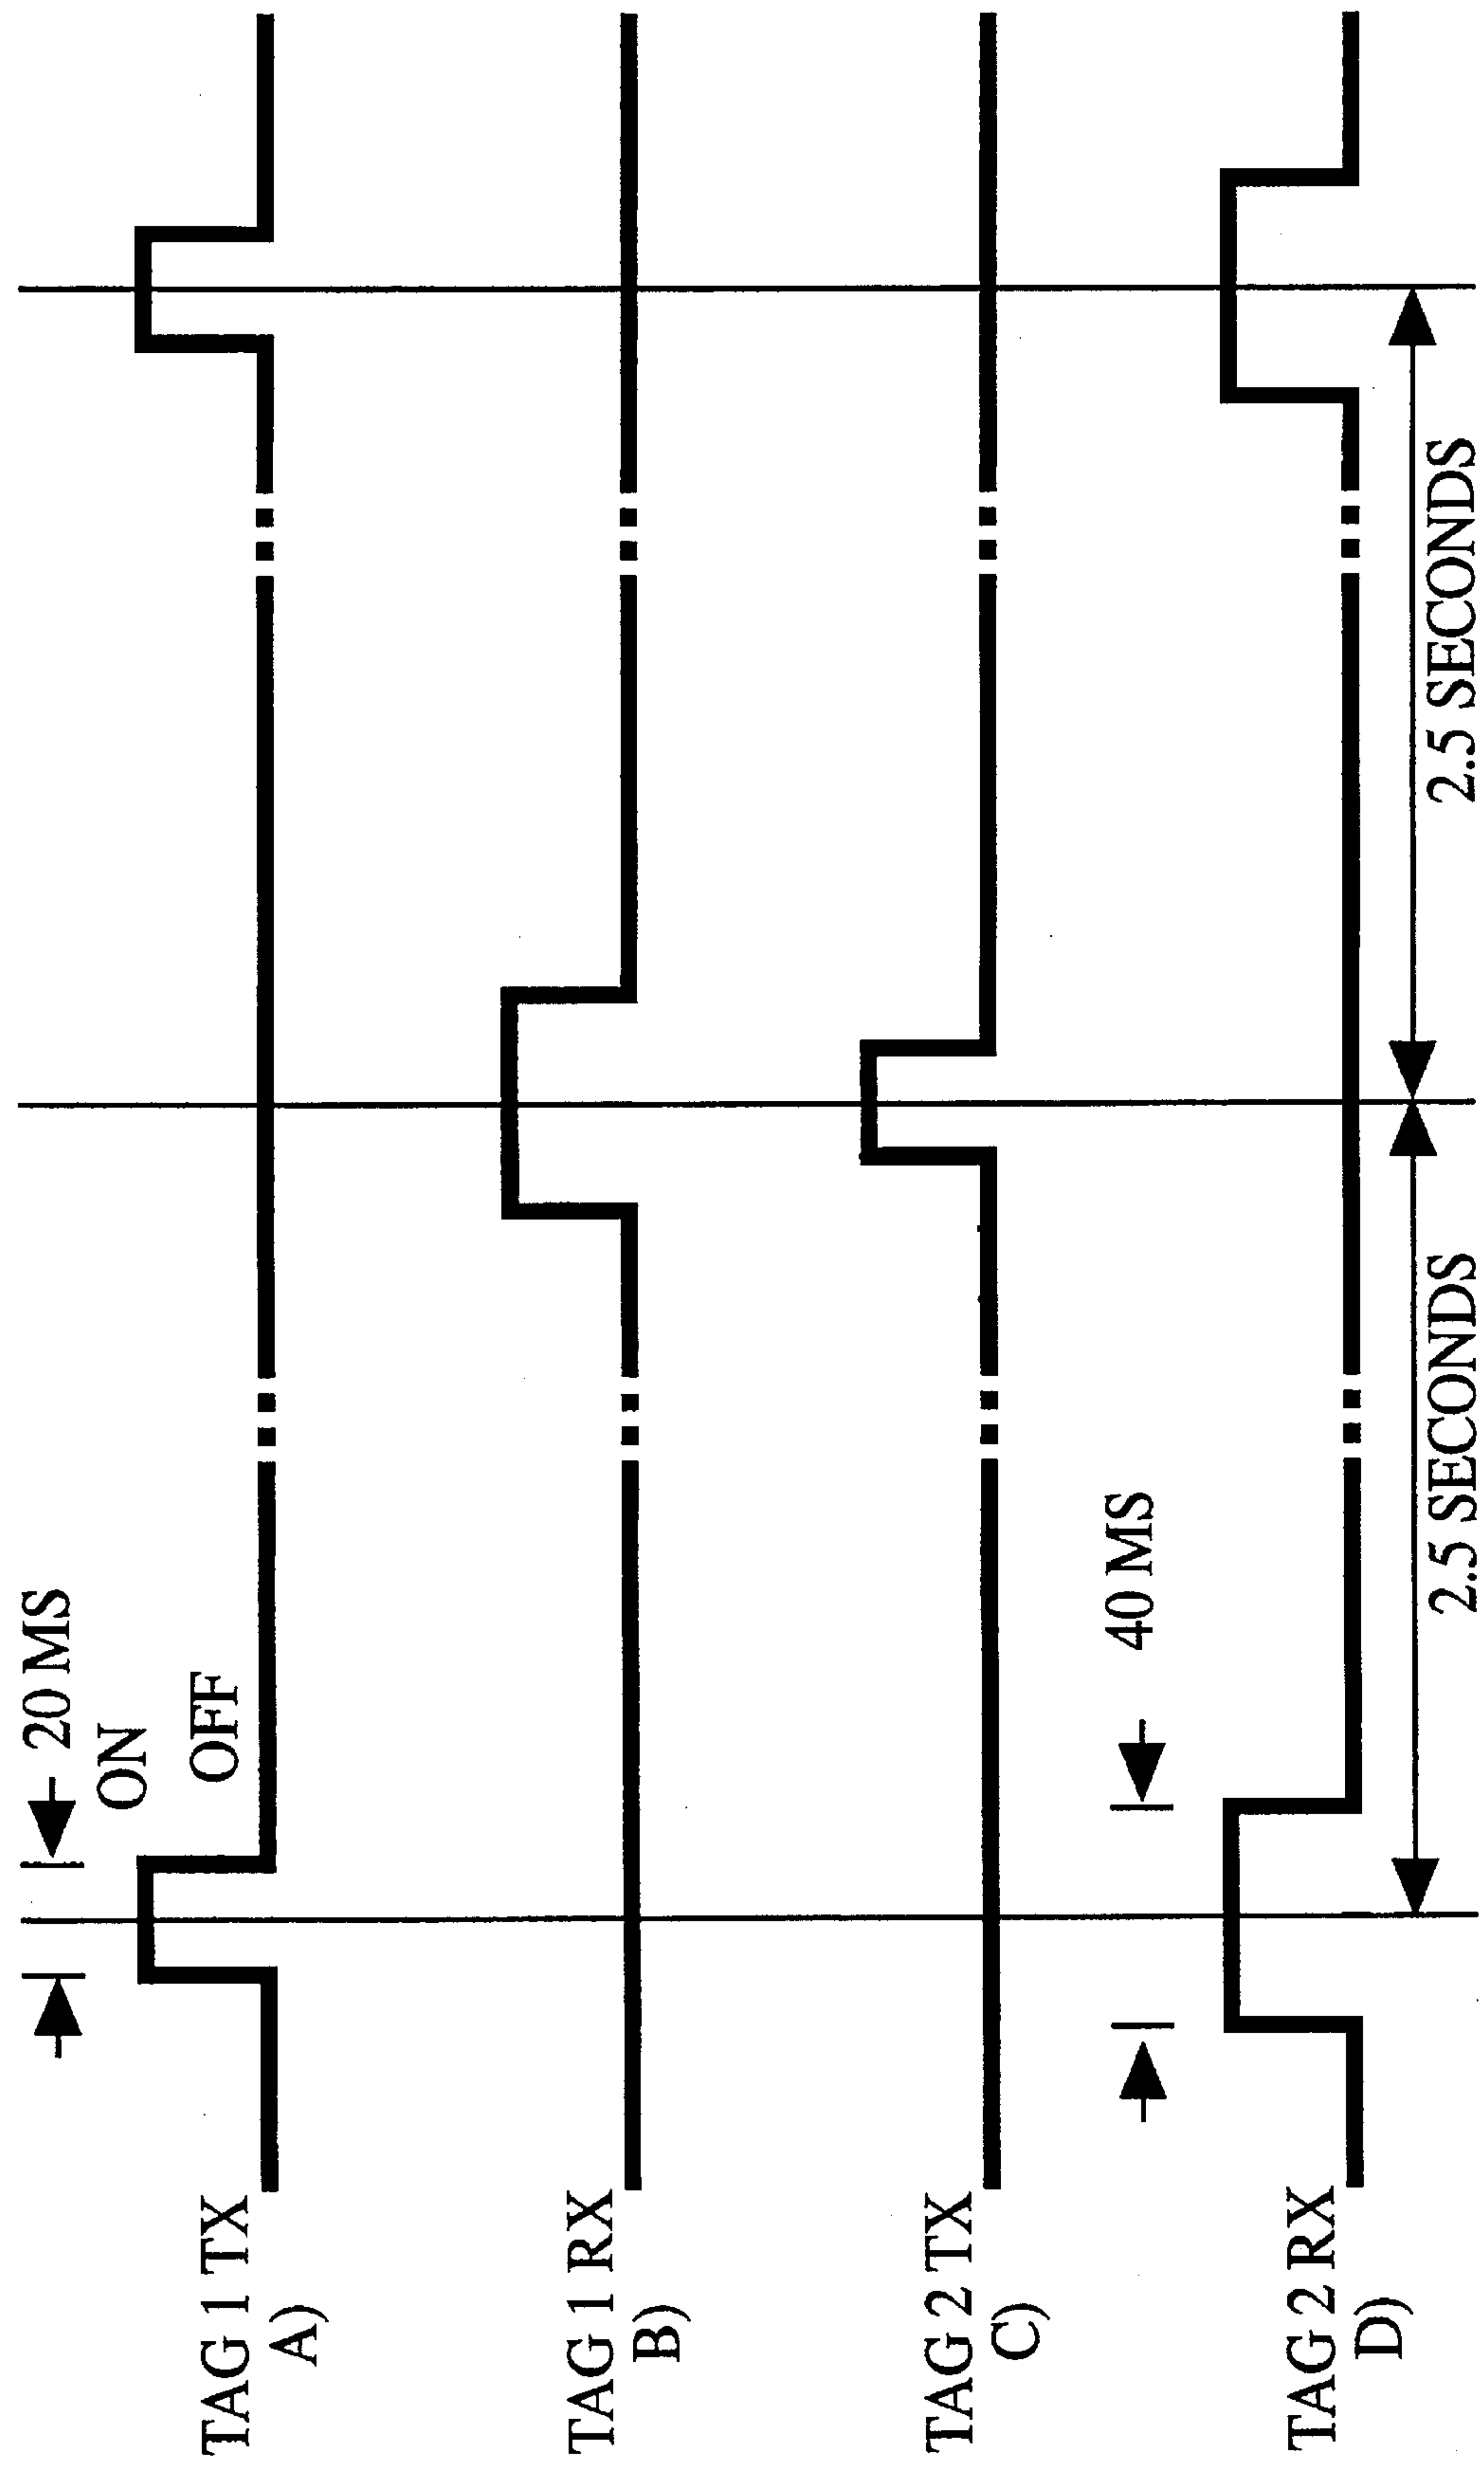 20 MS
ON
OFF
TAG 1 TX
A)
TAG 1 RX
B)
TAG 2 TX
C)
40 MS
TAG 2 RX
D)
2.5 SECONDS
2.5 SECONDS